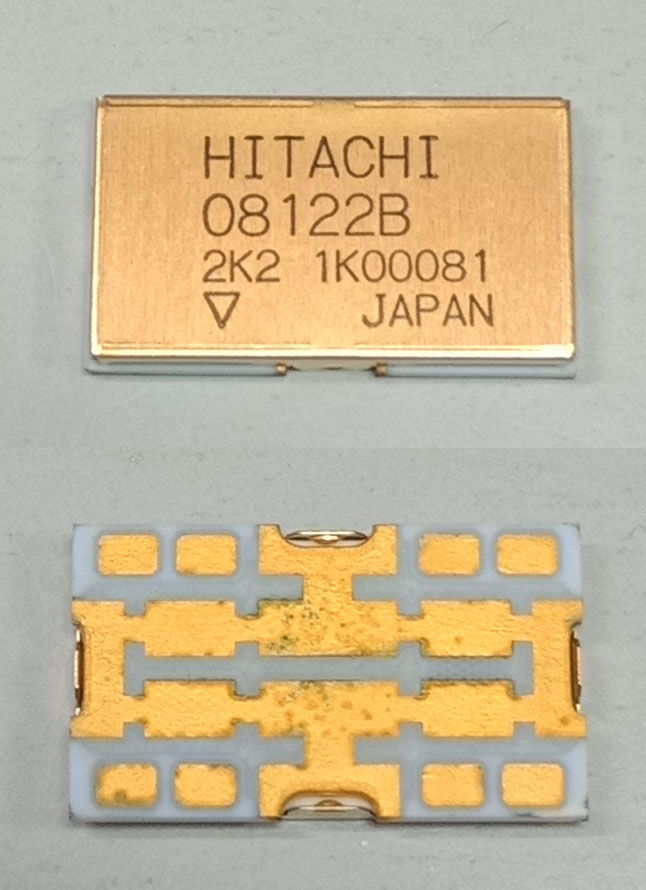 HITACHI
08122B
2K2 1K00081
▽ JAPAN